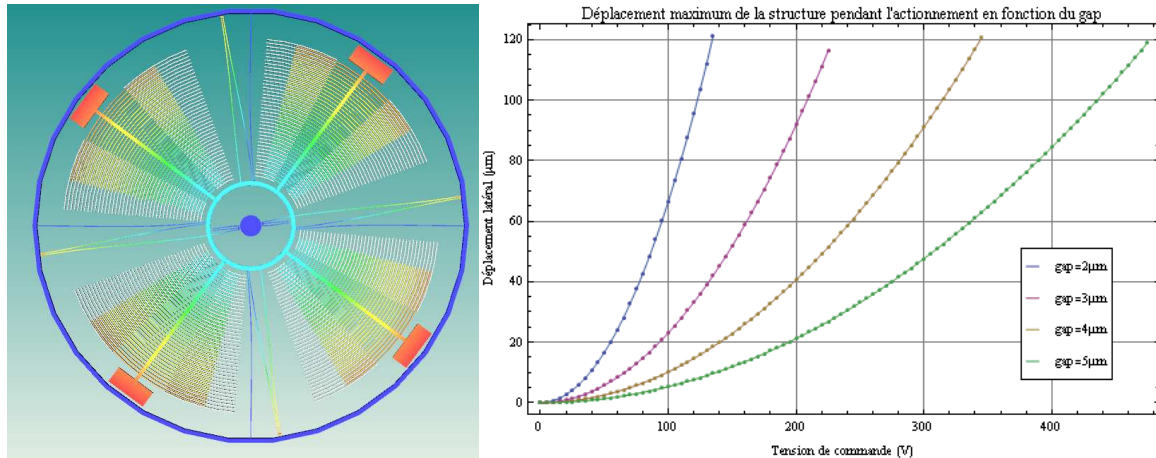 Déplacement maximum de la structure pendant l'actionnement en fonction du gap
120
100
80
60
40
20
0
Déplacement latéral (μm)
gap=2μm
gap=3μm
gap=4μm
gap=5μm
0
100
200
300
400
Tension de commande (V)